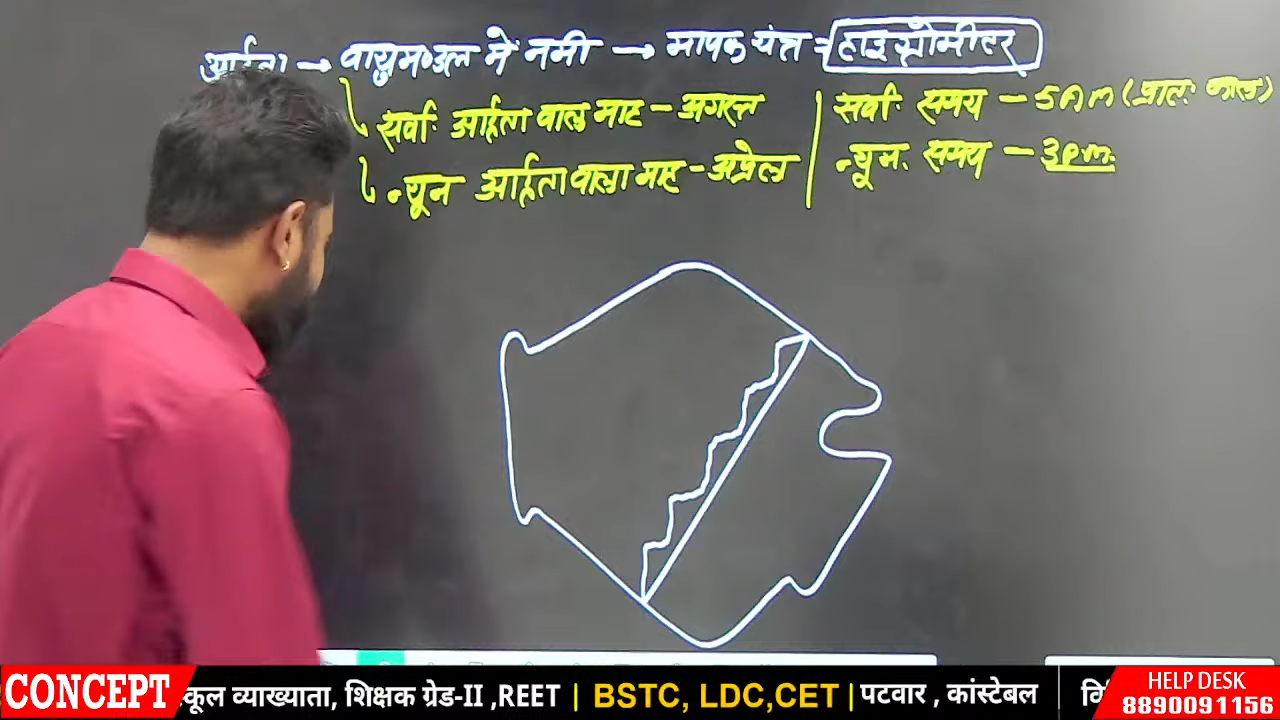 आर्द्रता → वायुमण्डल में नमी → मापक यंत्र = हाइग्रोमीटर
सर्वाः आर्द्रता वालु माह - अगस्त
न्यून आर्द्रता वाला माह - अप्रेल
सर्वाः समय - 5 Am (प्रातः काल)
न्यून. समय - 3 pm.
CONCEPT
स्कूल व्याख्याता, शिक्षक ग्रेड-II ,REET | BSTC, LDC,CET | पटवार , कांस्टेबल
HELP DESK
8890091156